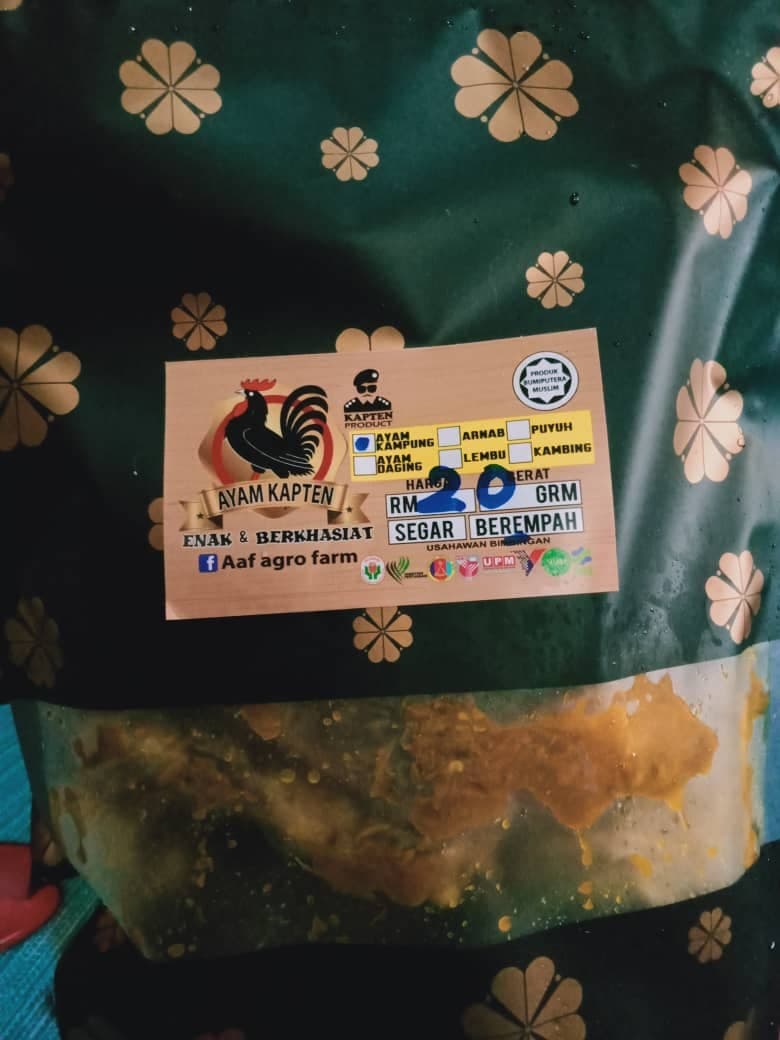 PRODUK
BUMIPUTERA
MUSLIM
KAPTEN
PRODUCT
AYAM
KAMPUNG
ARNAB
PUYUH
AYAM
DAGING
LEMBU
KAMBING
HARGA
BERAT
RM 20
GRM
SEGAR
BEREMPAH
AYAM KAPTEN
ENAK & BERKHASIAT
f Aaf agro farm
USAHAWAN BIMBINGAN
UPM